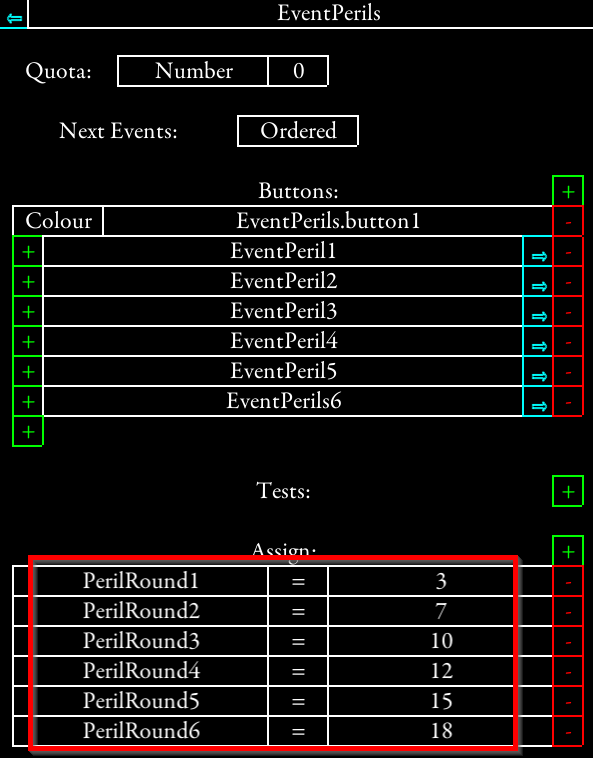 ⇦ EventPerils
Quota: Number 0
Next Events: Ordered
Buttons: +
Colour EventPerils.button1 -
+ EventPeril1 ⇨ -
+ EventPeril2 ⇨ -
+ EventPeril3 ⇨ -
+ EventPeril4 ⇨ -
+ EventPeril5 ⇨ -
+ EventPerils6 ⇨ -
+
Tests: +
Assign: +
PerilRound1 = 3 -
PerilRound2 = 7 -
PerilRound3 = 10 -
PerilRound4 = 12 -
PerilRound5 = 15 -
PerilRound6 = 18 -